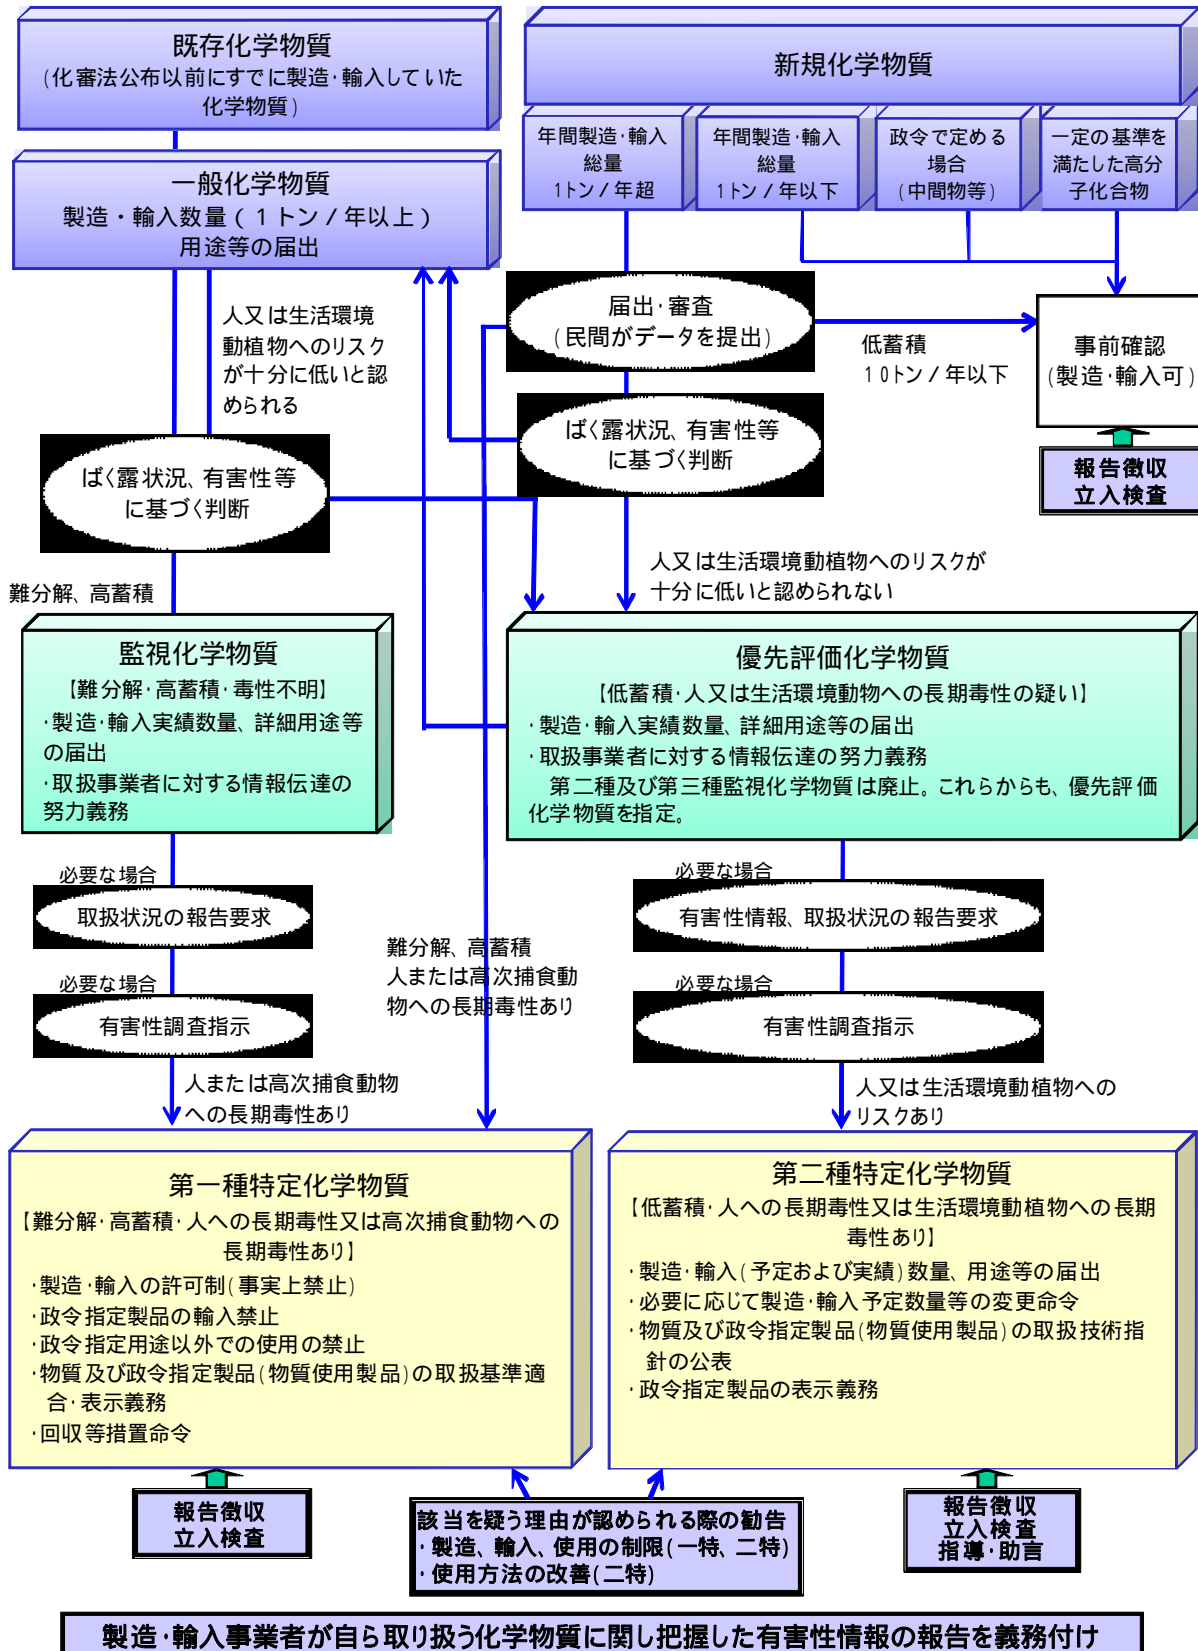 既存化学物質
(化審法公布以前にすでに製造・輸入していた
化学物質)
新規化学物質
年間製造・輸入
総量
1トン/年超
年間製造・輸入
総量
1トン/年以下
政令で定める
場合
(中間物等)
一定の基準を
満たした高分
子化合物
一般化学物質
製造・輸入数量(1トン/年以上)
用途等の届出
人又は生活環境
動植物へのリスク
が十分に低いと認
められる
届出・審査
(民間がデータを提出)
低蓄積
10トン/年以下
事前確認
(製造・輸入可)
報告徴収
立入検査
ばく露状況、有害性等
に基づく判断
ばく露状況、有害性等
に基づく判断
人又は生活環境動植物へのリスクが
十分に低いと認められない
難分解、高蓄積
監視化学物質
【難分解・高蓄積・毒性不明】
・製造・輸入実績数量、詳細用途等
の届出
・取扱事業者に対する情報伝達の
努力義務
優先評価化学物質
【低蓄積・人又は生活環境動物への長期毒性の疑い】
・製造・輸入実績数量、詳細用途等の届出
・取扱事業者に対する情報伝達の努力義務
第二種及び第三種監視化学物質は廃止。これらからも、優先評価
化学物質を指定。
必要な場合
取扱状況の報告要求
必要な場合
有害性調査指示
人または高次捕食動物
への長期毒性あり
難分解、高蓄積
人または高次捕食動
物への長期毒性あり
必要な場合
有害性情報、取扱状況の報告要求
必要な場合
有害性調査指示
人又は生活環境動植物への
リスクあり
第一種特定化学物質
【難分解・高蓄積・人への長期毒性又は高次捕食動物への
長期毒性あり】
・製造・輸入の許可制(事実上禁止)
・政令指定製品の輸入禁止
・政令指定用途以外での使用の禁止
・物質及び政令指定製品(物質使用製品)の取扱基準適
合・表示義務
・回収等措置命令
第二種特定化学物質
【低蓄積・人への長期毒性又は生活環境動植物への長期
毒性あり】
・製造・輸入(予定および実績)数量、用途等の届出
・必要に応じて製造・輸入予定数量等の変更命令
・物質及び政令指定製品(物質使用製品)の取扱技術指
針の公表
・政令指定製品の表示義務
報告徴収
立入検査
該当を疑う理由が認められる際の勧告
・製造、輸入、使用の制限(一特、二特)
・使用方法の改善(二特)
報告徴収
立入検査
指導・助言
製造・輸入事業者が自ら取り扱う化学物質に関し把握した有害性情報の報告を義務付け